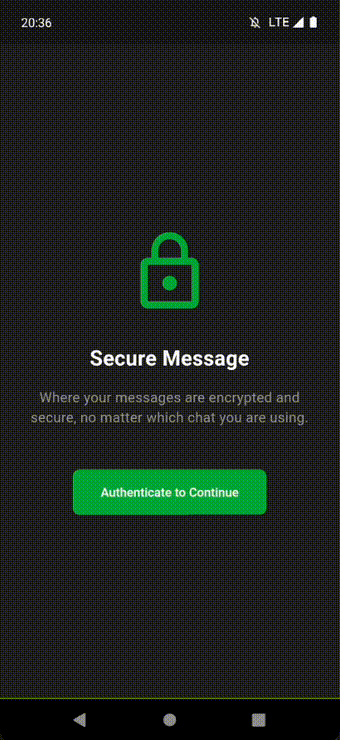 20:36
LTE
Secure Message
Where your messages are encrypted and
secure, no matter which chat you are using.
Authenticate to Continue